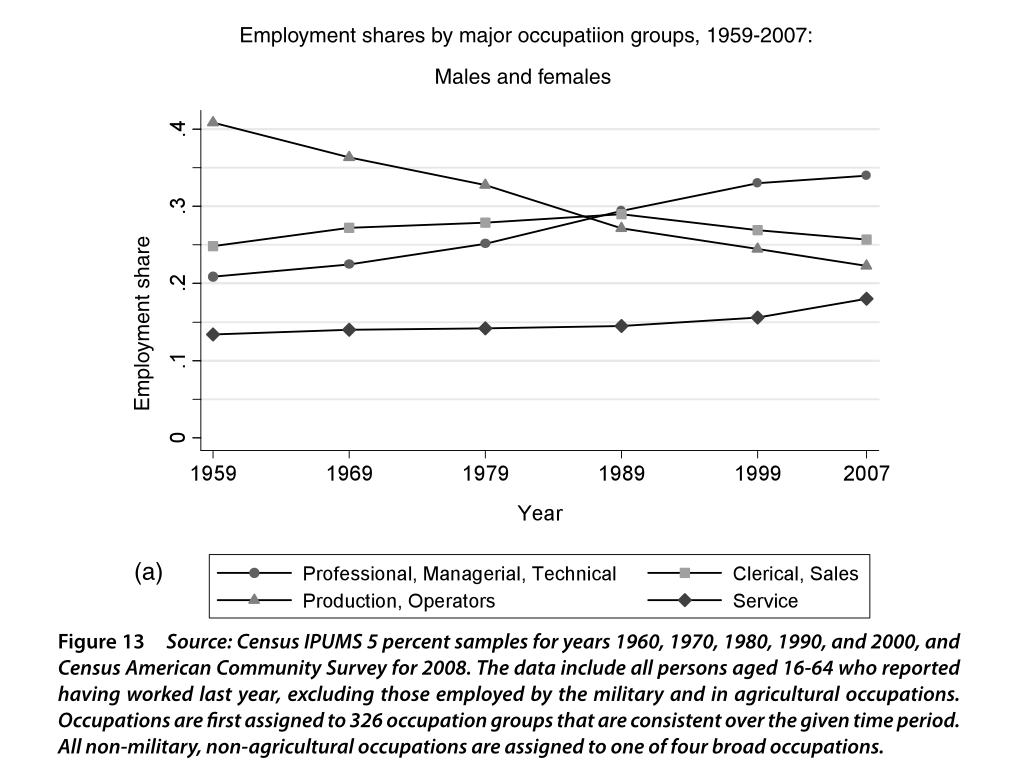 Employment shares by major occupatiion groups, 1959-2007:
Males and females
Employment share
.4
.3
.2
.1
0
1959 1969 1979 1989 1999 2007
Year
(a)
Professional, Managerial, Technical Clerical, Sales
Production, Operators Service
Figure 13 Source: Census IPUMS 5 percent samples for years 1960, 1970, 1980, 1990, and 2000, and
Census American Community Survey for 2008. The data include all persons aged 16-64 who reported
having worked last year, excluding those employed by the military and in agricultural occupations.
Occupations are first assigned to 326 occupation groups that are consistent over the given time period.
All non-military, non-agricultural occupations are assigned to one of four broad occupations.